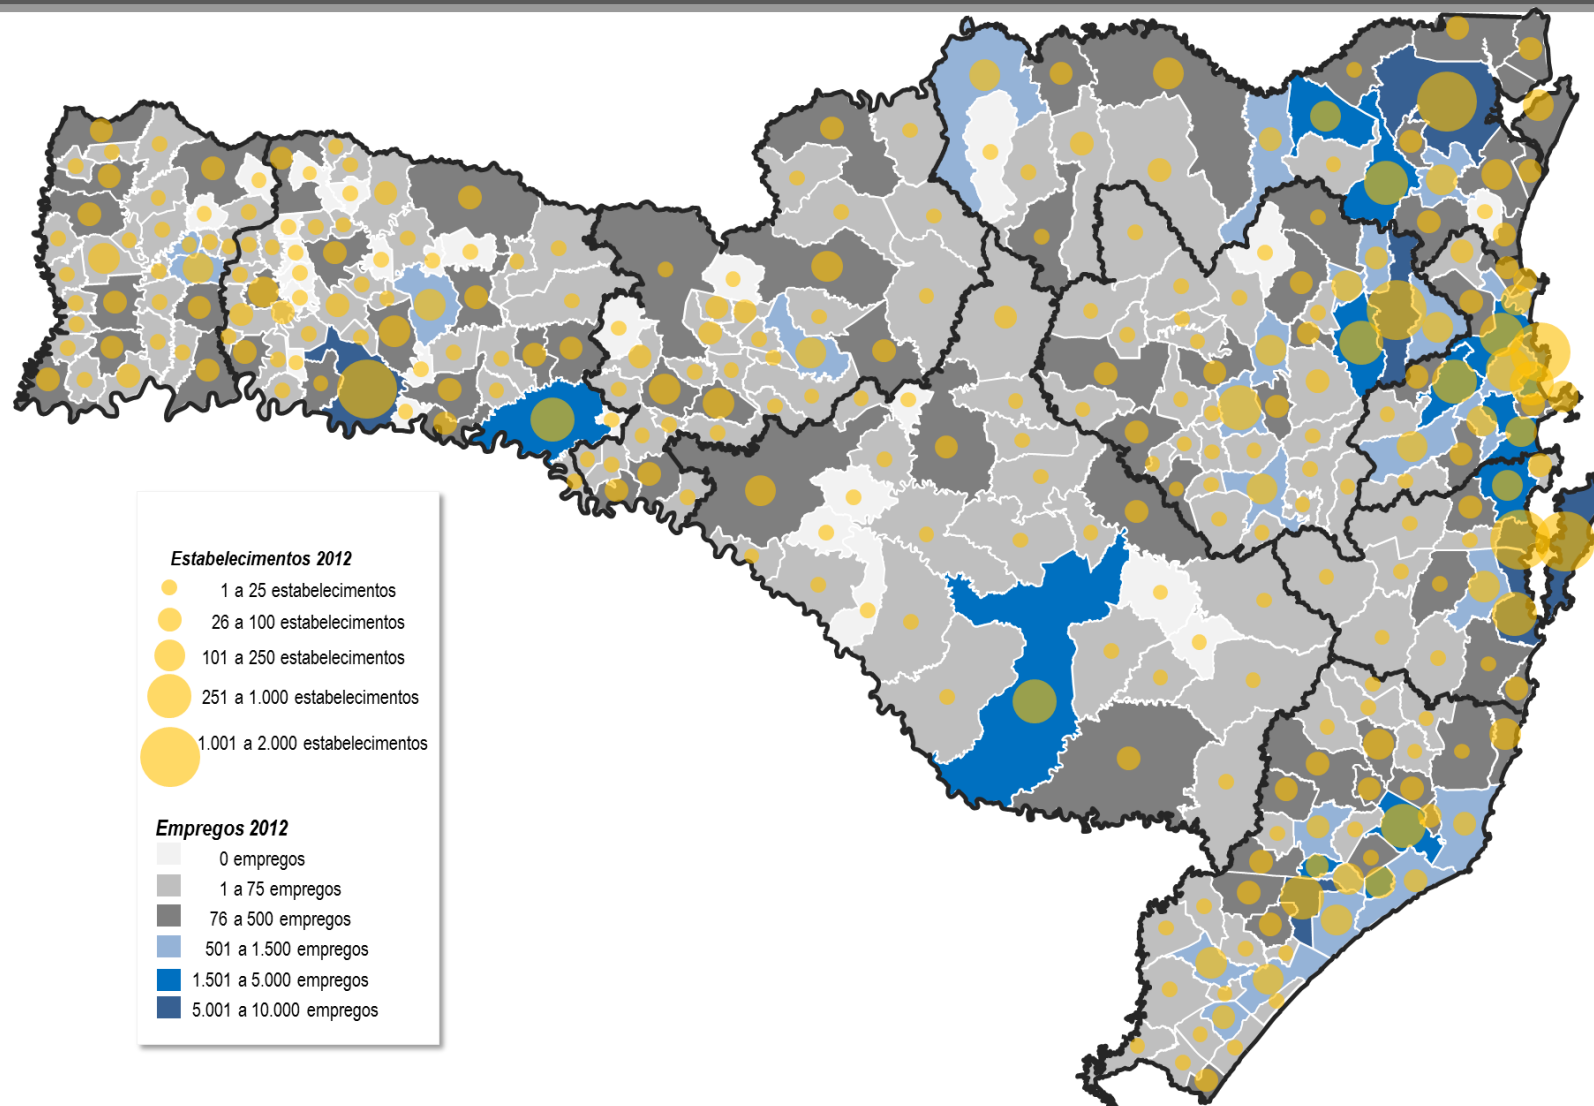 Estabelecimentos 2012
1 a 25 estabelecimentos
26 a 100 estabelecimentos
101 a 250 estabelecimentos
251 a 1.000 estabelecimentos
1.001 a 2.000 estabelecimentos
Empregos 2012
0 empregos
1 a 75 empregos
76 a 500 empregos
501 a 1.500 empregos
1.501 a 5.000 empregos
5.001 a 10.000 empregos